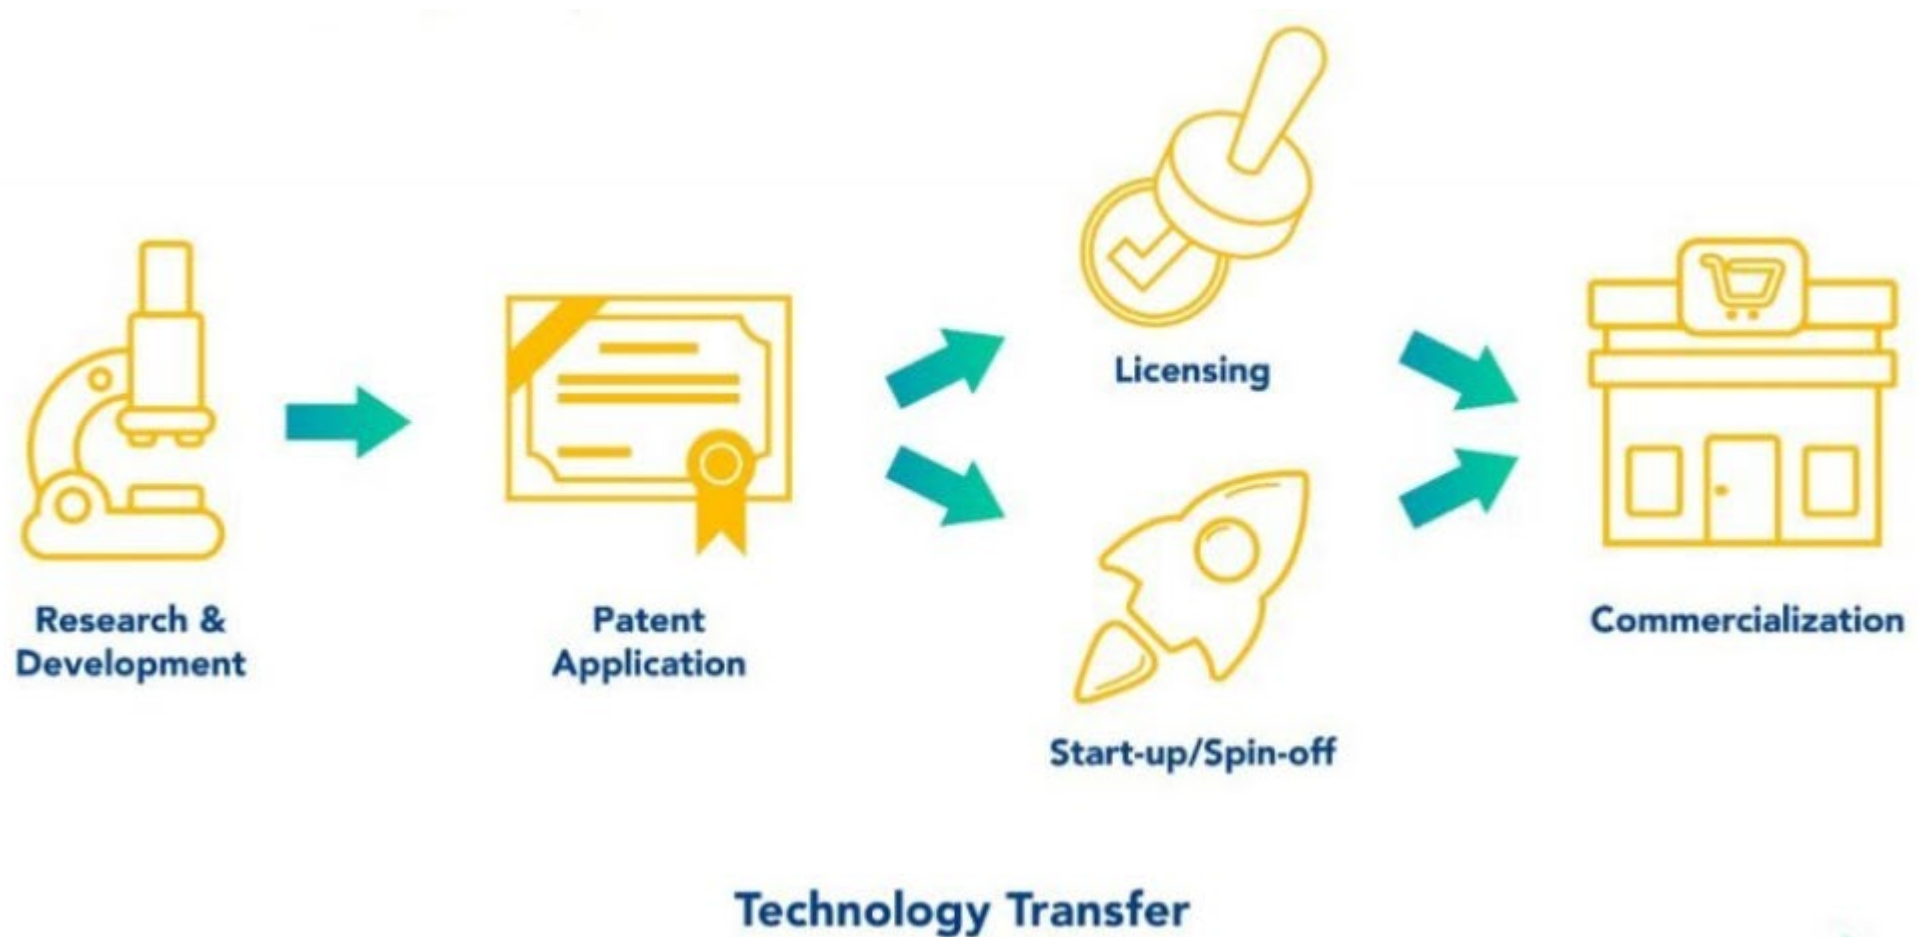 Research &
Development
Patent
Application
Licensing
Start-up/Spin-off
Commercialization
Technology Transfer